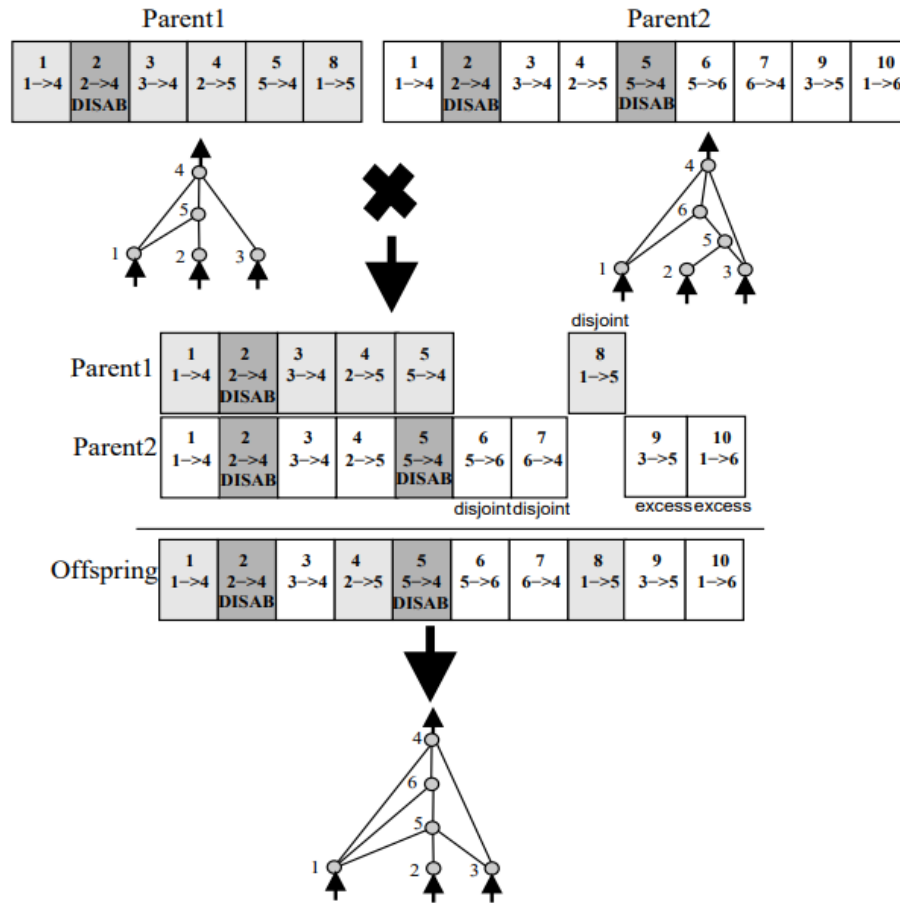 Parent1 Parent2
1 2 3 4 5 8 1 2 3 4 5 6 7 9 10
1->4 2->4 3->4 2->5 5->4 1->5 1->4 2->4 3->4 2->5 5->4 5->6 6->4 3->5 1->6
DISAB DISAB DISAB
4 4
5 6
5
1 2 3 1 2 3
disjoint
Parent1 1 2 3 4 5 8
1->4 2->4 3->4 2->5 5->4 1->5
DISAB
Parent2 1 2 3 4 5 6 7 9 10
1->4 2->4 3->4 2->5 5->4 5->6 6->4 3->5 1->6
DISAB DISAB
disjoint disjoint excess excess
Offspring 1 2 3 4 5 6 7 8 9 10
1->4 2->4 3->4 2->5 5->4 5->6 6->4 1->5 3->5 1->6
DISAB DISAB
4
6
5
1 2 3